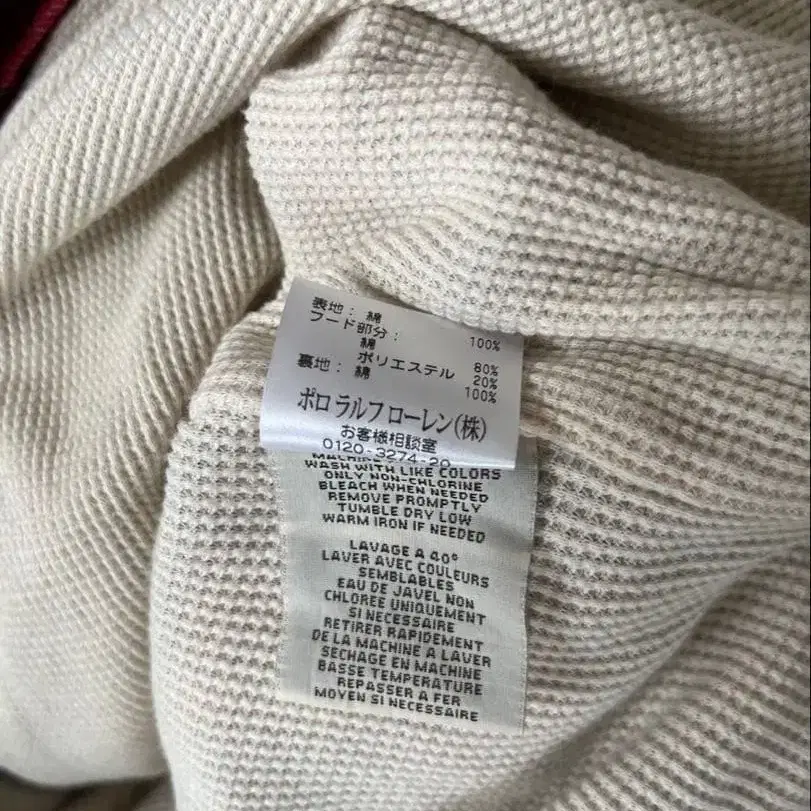 表地： 綿 100%
フード部分：
綿 80%
ポリエステル 20%
裏地： 綿 100%
ポロ ラルフ ローレン(株)
お客様相談室
0120-3274-20
MACHINE
WASH WITH LIKE COLORS
ONLY NON-CHLORINE
BLEACH WHEN NEEDED
REMOVE PROMPTLY
TUMBLE DRY LOW
WARM IRON IF NEEDED
LAVAGE A 40°
LAVER AVEC COULEURS
SEMBLABLES
EAU DE JAVEL NON
CHLOREE UNIQUEMENT
SI NECESSAIRE
RETIRER RAPIDEMENT
DE LA MACHINE A LAVER
SECHAGE EN MACHINE
BASSE TEMPERATURE
REPASSER A FER
MOYEN SI NECESSAIRE